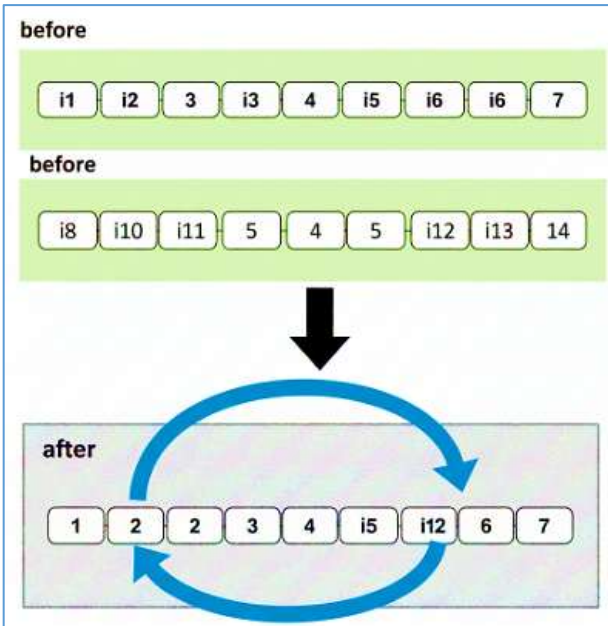 before
i1 i2 3 i3 4 i5 i6 i6 7
before
i8 i10 i11 5 4 5 i12 i13 14
after
1 2 2 3 4 i5 i12 6 7